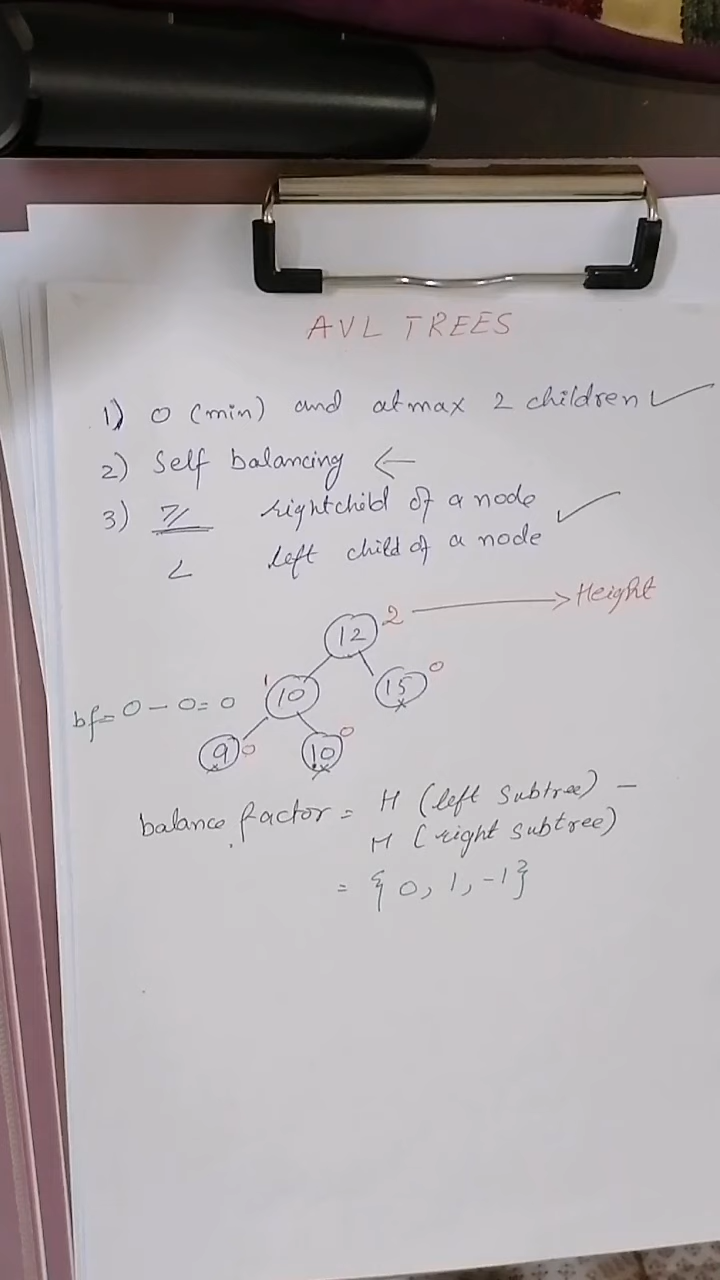 AVL TREES
1) 0 (min) and atmax 2 children ✓
2) Self balancing ←
3) ≥ rightchild of a node ✓
< left child of a node
12 2 → Height
1 10 15 0
bf = 0 - 0 = 0
9 0 10 0
balance factor = H (left subtree) -
H (right subtree)
= {0, 1, -1}